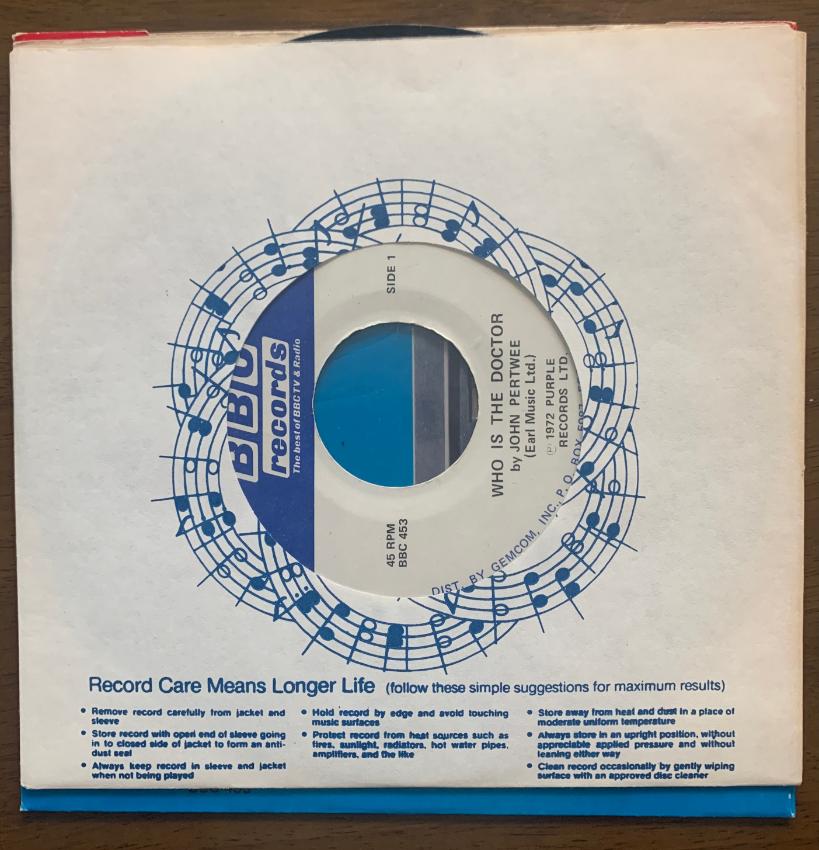 SIDE 1
BBC
records
The best of BBC TV & Radio
45 RPM
BBC 453
WHO IS THE DOCTOR
by JOHN PERTWEE
(Earl Music Ltd.)
℗ 1972 PURPLE
RECORDS LTD.
DIST. BY GEMCOM, INC., P. O. BOX
Record Care Means Longer Life (follow these simple suggestions for maximum results)
• Remove record carefully from jacket and
sleeve
• Store record with open end of sleeve going
in to closed side of jacket to form an anti-
dust seal
• Always keep record in sleeve and jacket
when not being played
• Hold record by edge and avoid touching
music surfaces
• Protect record from heat sources such as
fires, sunlight, radiators, hot water pipes,
amplifiers, and the like
• Store away from heat and dust in a place of
moderate uniform temperature
• Always store in an upright position, without
appreciable applied pressure and without
leaning either way
• Clean record occasionally by gently wiping
surface with an approved disc cleaner